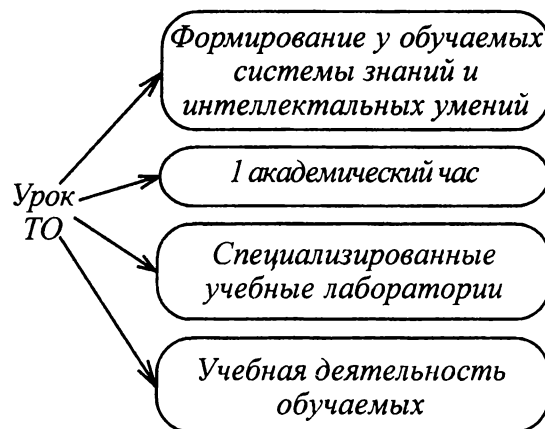 Формирование у обучаемых
системы знаний и
интеллектальных умений
1 академический час
Урок
ТО
Специализированные
учебные лаборатории
Учебная деятельность
обучаемых